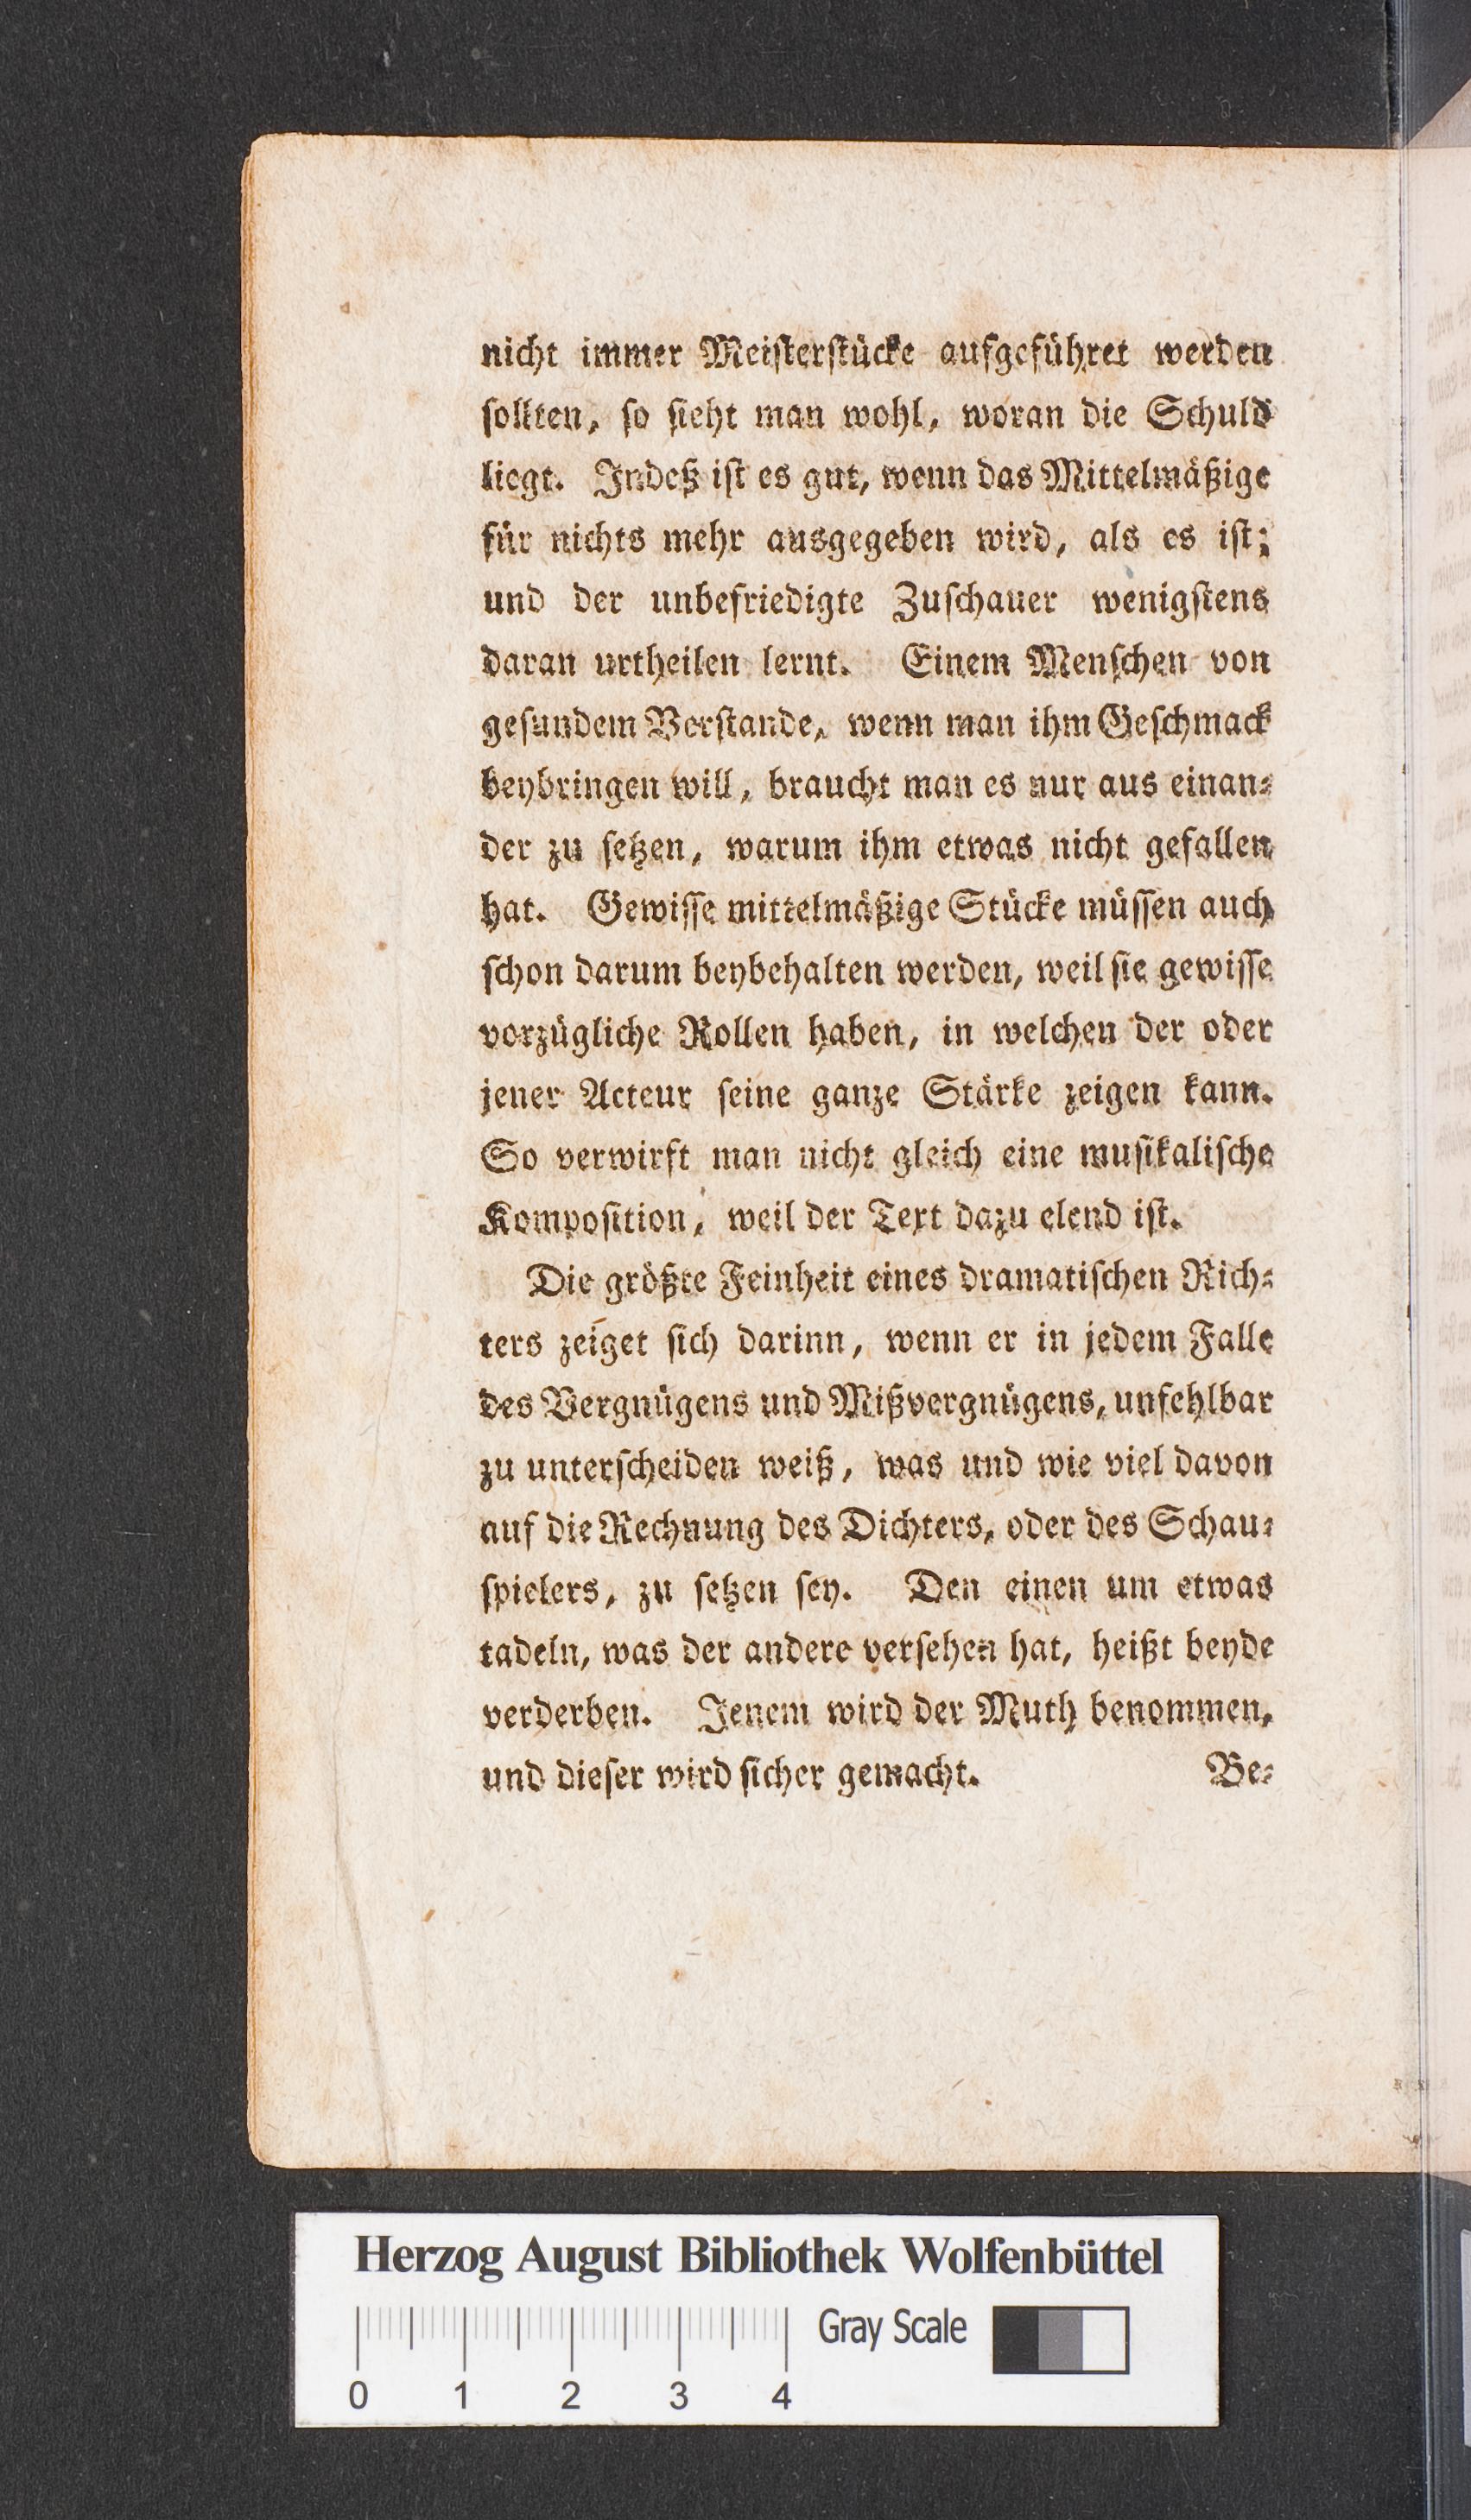 nicht immer Meiſterſtücke aufgeführet werden
ſollten, ſo ſieht man wohl, woran die Schuld
liegt. Indeß iſt es gut, wenn das Mittelmäßige
für nichts mehr ausgegeben wird, als es iſt;
und der unbefriedigte Zuſchauer wenigſtens
daran urtheilen lernt. Einem Menſchen von
geſundem Verſtande, wenn man ihm Geſchmack
beybringen will, braucht man es nur aus einan⸗
der zu ſetzen, warum ihm etwas nicht gefallen
hat. Gewiſſe mittelmäßige Stücke müſſen auch
ſchon darum beybehalten werden, weil ſie gewiſſe
vorzügliche Rollen haben, in welchen der oder
jener Acteur ſeine ganze Stärke zeigen kann.
So verwirft man nicht gleich eine muſikaliſche
Kompoſition, weil der Text dazu elend iſt.
Die größte Feinheit eines dramatiſchen Rich⸗
ters zeiget ſich darinn, wenn er in jedem Falle
des Vergnügens und Mißvergnügens, unfehlbar
zu unterſcheiden weiß, was und wie viel davon
auf die Rechnung des Dichters, oder des Schau⸗
ſpielers, zu ſetzen ſey. Den einen um etwas
tadeln, was der andere verſehen hat, heißt beyde
verderben. Jenem wird der Muth benommen,
und dieſer wird ſicher gemacht. Be⸗
Herzog August Bibliothek Wolfenbüttel
Gray Scale
0 1 2 3 4